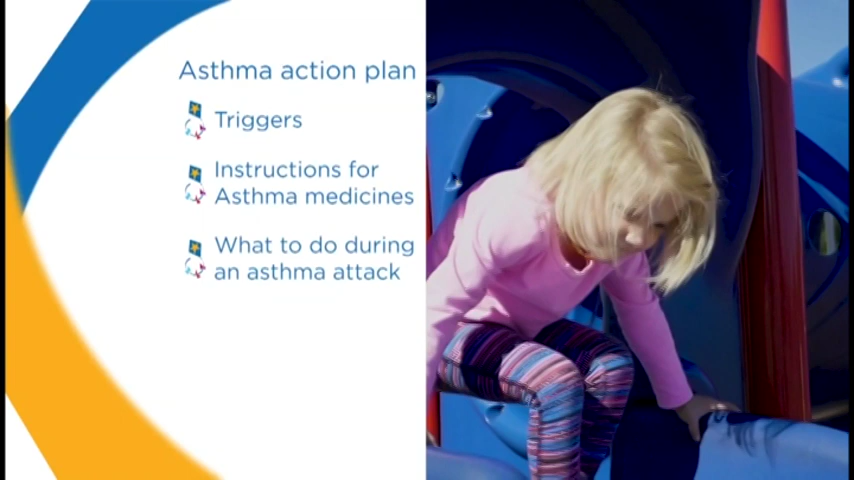 Asthma action plan
Triggers
Instructions for
Asthma medicines
What to do during
an asthma attack